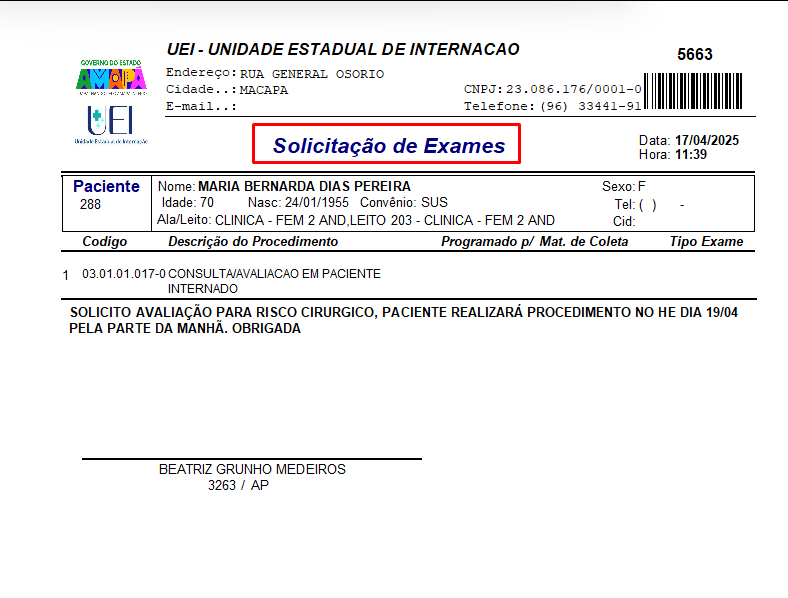 UEI - UNIDADE ESTADUAL DE INTERNACAO
5663
GOVERNO DO ESTADO
AMAPÁ
Endereço: RUA GENERAL OSORIO
Cidade..: MACAPA
CNPJ: 23.086.176/0001-0
E-mail..:
Telefone: (96) 33441-91
UEI
Unidade Estadual de Internação
Solicitação de Exames
Data: 17/04/2025
Hora: 11:39
Paciente
288
Nome: MARIA BERNARDA DIAS PEREIRA
Sexo: F
Idade: 70 Nasc: 24/01/1955 Convênio: SUS
Tel: ( ) -
Ala/Leito: CLINICA - FEM 2 AND,LEITO 203 - CLINICA - FEM 2 AND
Cid:
Codigo Descrição do Procedimento Programado p/ Mat. de Coleta Tipo Exame
1 03.01.01.017-0 CONSULTA/AVALIACAO EM PACIENTE
INTERNADO
SOLICITO AVALIAÇÃO PARA RISCO CIRURGICO, PACIENTE REALIZARÁ PROCEDIMENTO NO HE DIA 19/04
PELA PARTE DA MANHÃ. OBRIGADA
BEATRIZ GRUNHO MEDEIROS
3263 / AP